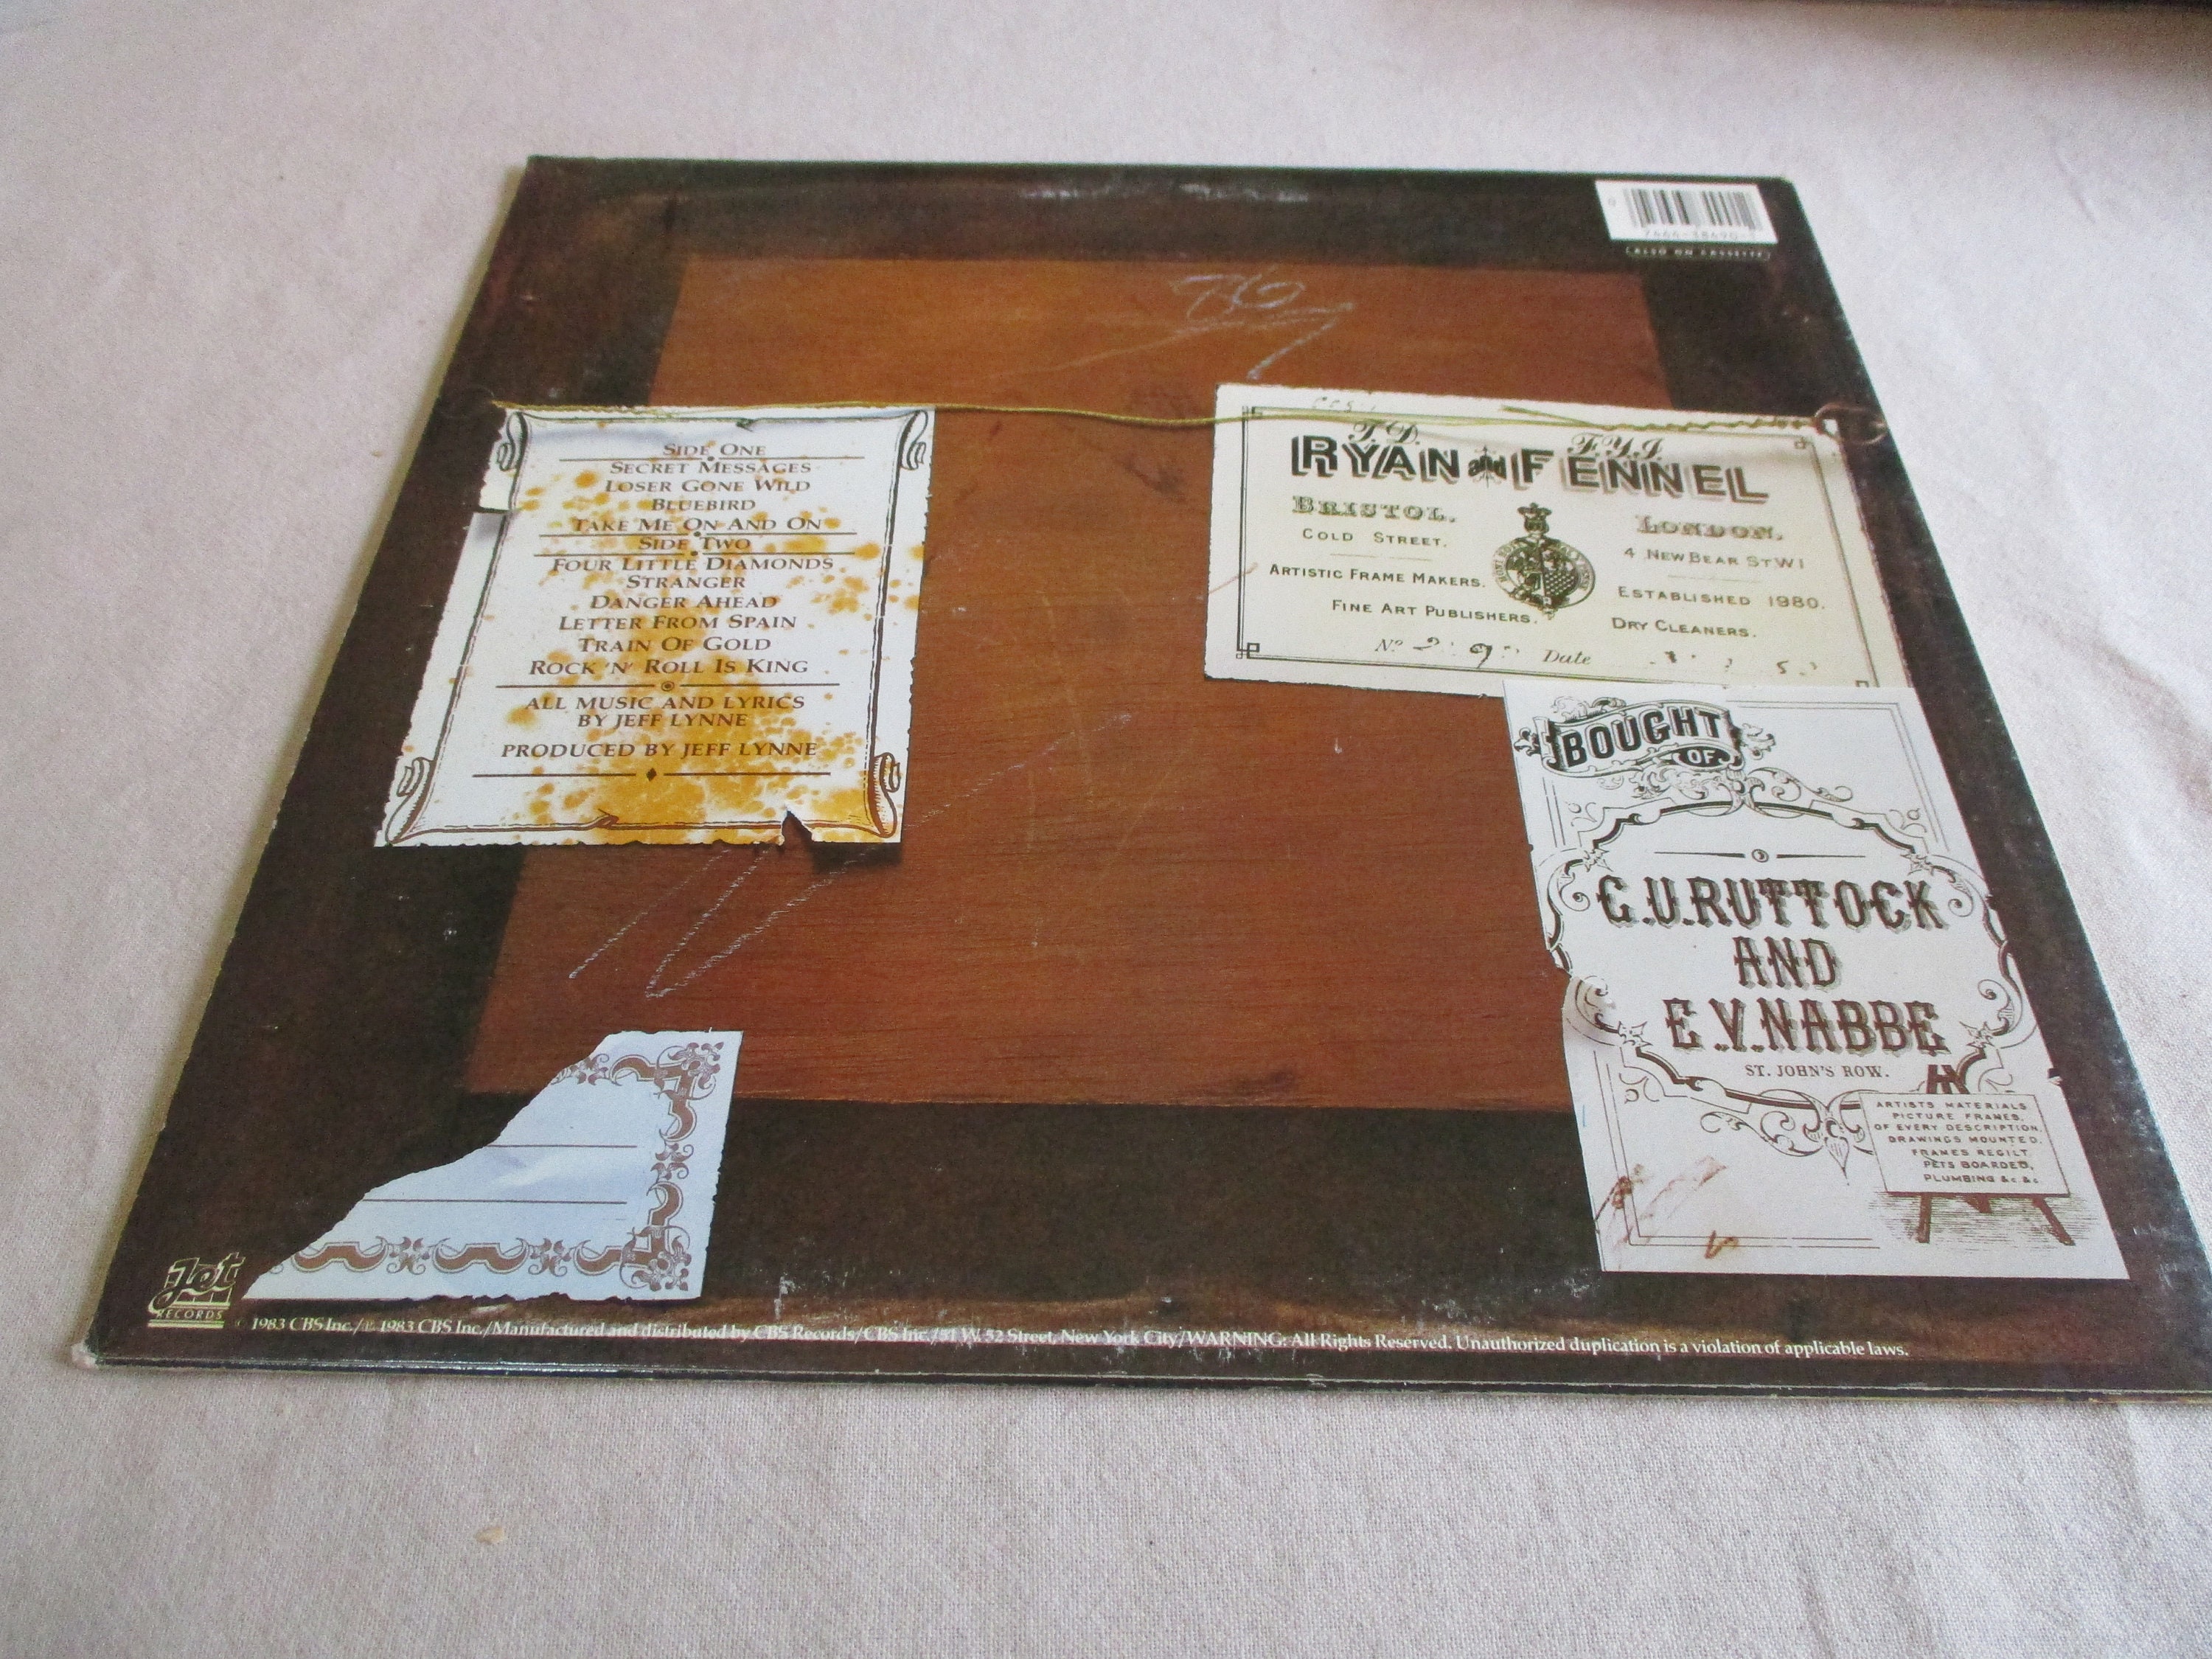 ALSO ON CASSETTE
SIDE ONE
SECRET MESSAGES
LOSER GONE WILD
BLUEBIRD
TAKE ME ON AND ON
SIDE TWO
FOUR LITTLE DIAMONDS
STRANGER
DANGER AHEAD
LETTER FROM SPAIN
TRAIN OF GOLD
ROCK 'N' ROLL IS KING
ALL MUSIC AND LYRICS
BY JEFF LYNNE
PRODUCED BY JEFF LYNNE
T.D. RYAN and F.Y.I. FENNEL
BRISTOL.
COLD STREET.
ARTISTIC FRAME MAKERS.
FINE ART PUBLISHERS.
LONDON.
4 NEW BEAR ST W1
ESTABLISHED 1980.
DRY CLEANERS.
No. Date
BOUGHT
OF
C.U.RUTTOCK
AND
E.V.NABBE
ST. JOHN'S ROW.
ARTISTS MATERIALS
PICTURE FRAMES,
OF EVERY DESCRIPTION,
DRAWINGS MOUNTED,
FRAMES REGILT
PETS BOARDED,
PLUMBING &c.&c.
Jet
RECORDS
© 1983 CBS Inc./℗ 1983 CBS Inc./Manufactured and distributed by CBS Records/CBS Inc./51 W. 52 Street, New York City/WARNING: All Rights Reserved. Unauthorized duplication is a violation of applicable laws.